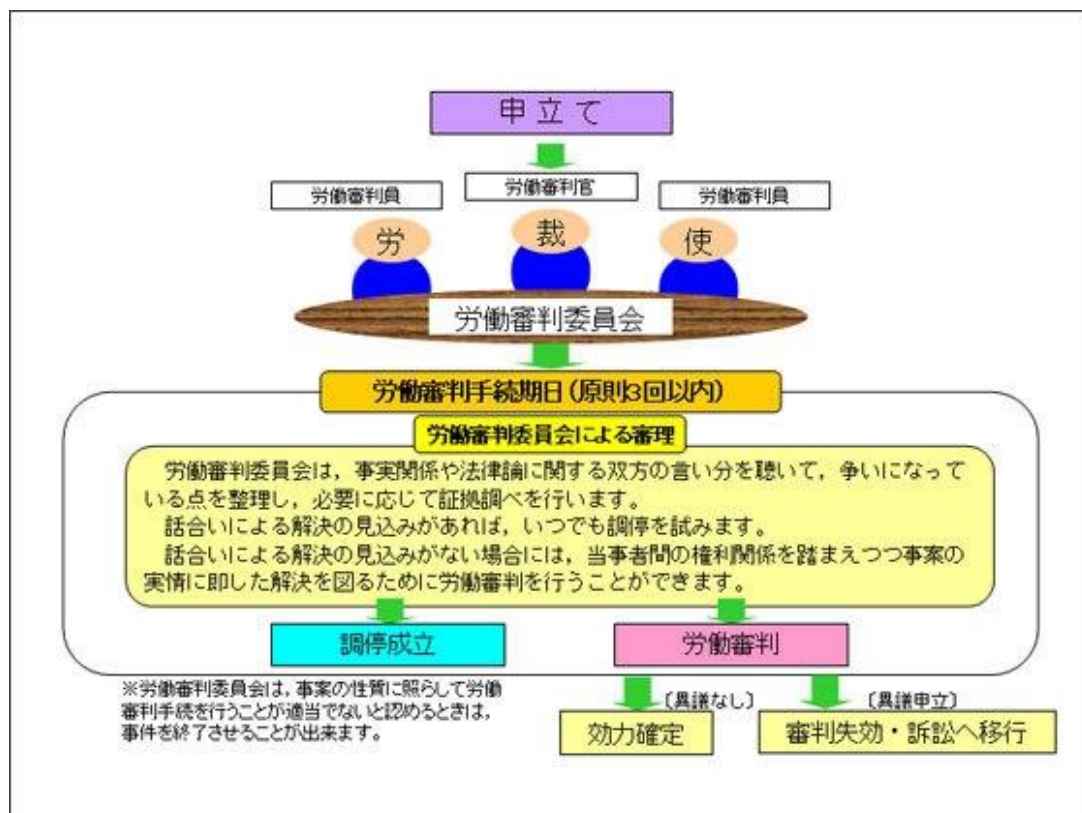 申立て
労働審判員
労働審判官
労働審判員
労
裁
使
労働審判委員会
労働審判手続期日(原則3回以内)
労働審判委員会による審理
労働審判委員会は，事実関係や法律論に関する双方の言い分を聴いて，争いになって
いる点を整理し，必要に応じて証拠調べを行います。
話合いによる解決の見込みがあれば，いつでも調停を試みます。
話合いによる解決の見込みがない場合には，当事者間の権利関係を踏まえつつ事案の
実情に即した解決を図るために労働審判を行うことができます。
調停成立
労働審判
※労働審判委員会は，事案の性質に照らして労働
審判手続を行うことが適当でないと認めるときは，
事件を終了させることが出来ます。
〔異議なし〕
〔異議申立〕
効力確定
審判失効・訴訟へ移行